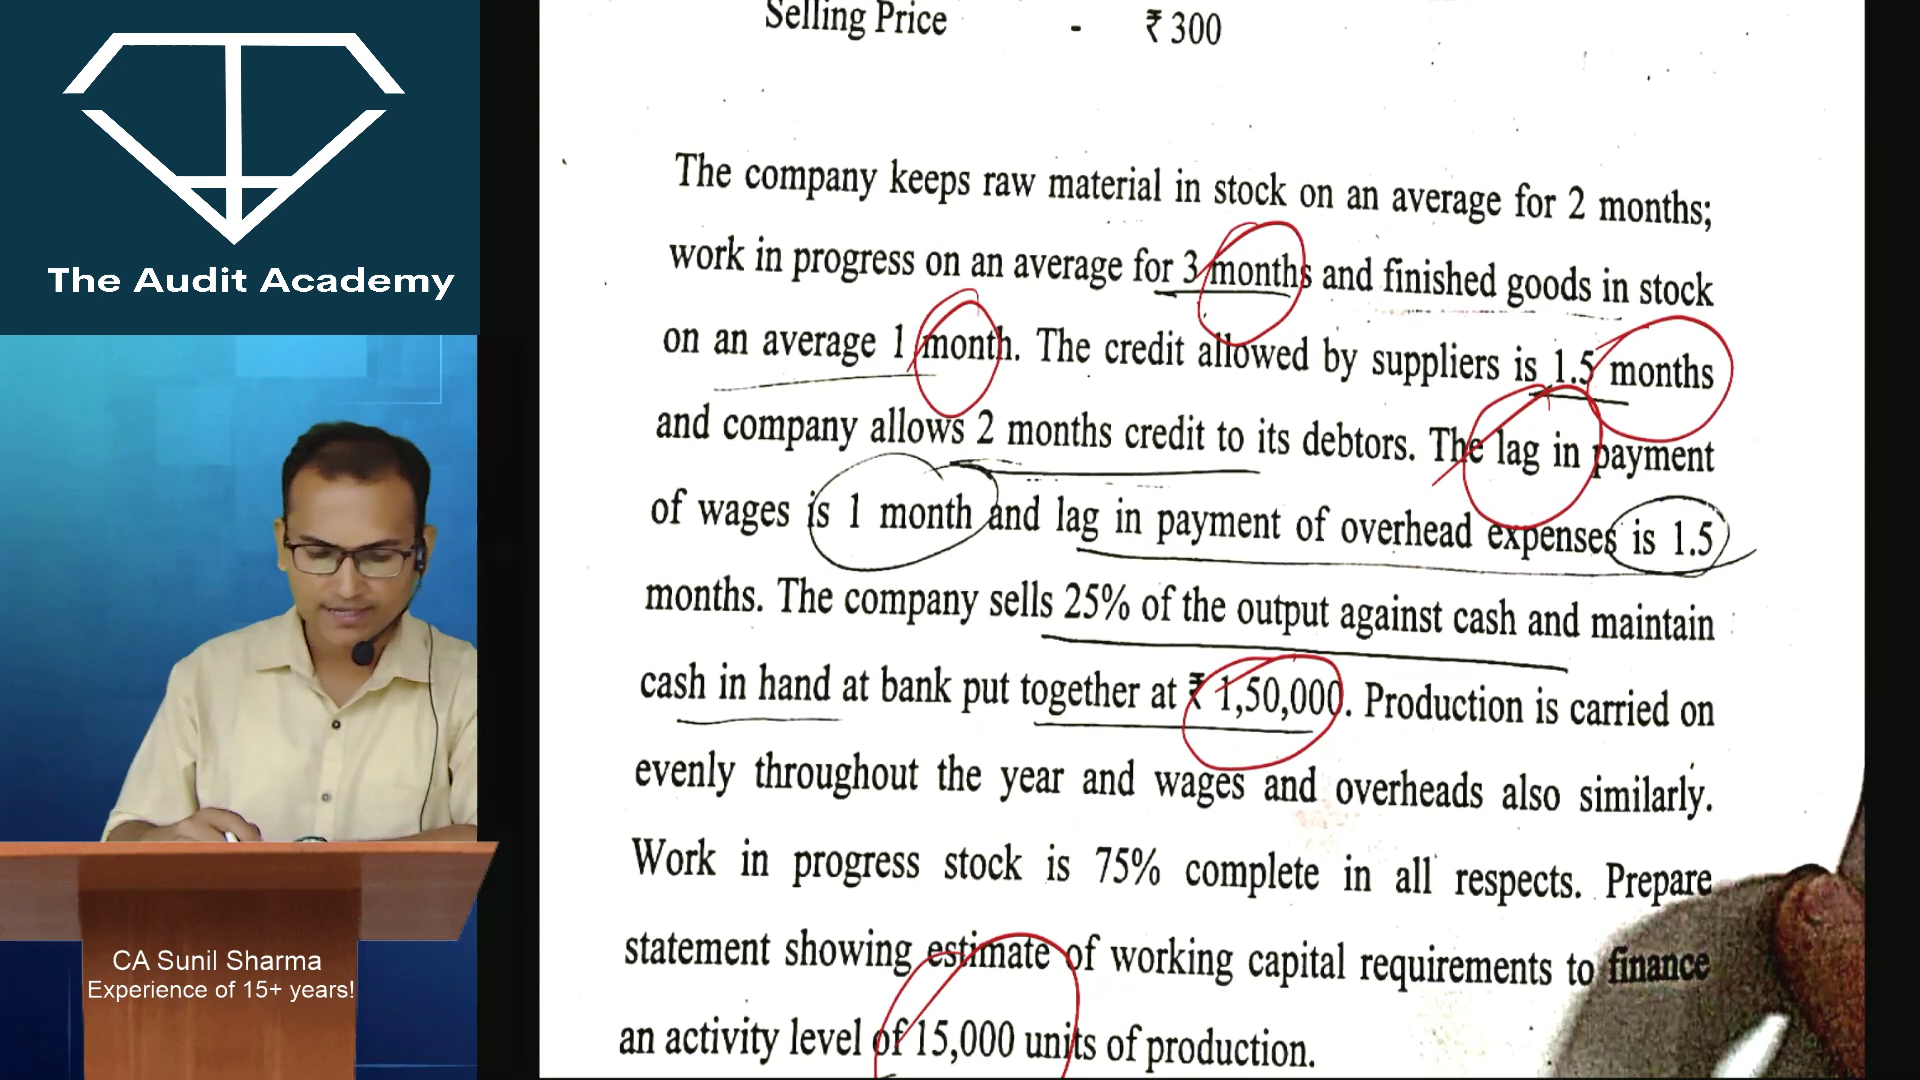 The Audit Academy
CA Sunil Sharma
Experience of 15+ years!
Selling Price - ₹ 300
The company keeps raw material in stock on an average for 2 months;
work in progress on an average for 3 months and finished goods in stock
on an average 1 month. The credit allowed by suppliers is 1.5 months
and company allows 2 months credit to its debtors. The lag in payment
of wages is 1 month and lag in payment of overhead expenses is 1.5
months. The company sells 25% of the output against cash and maintain
cash in hand at bank put together at ₹ 1,50,000. Production is carried on
evenly throughout the year and wages and overheads also similarly.
Work in progress stock is 75% complete in all respects. Prepare
statement showing estimate of working capital requirements to finance
an activity level of 15,000 units of production.